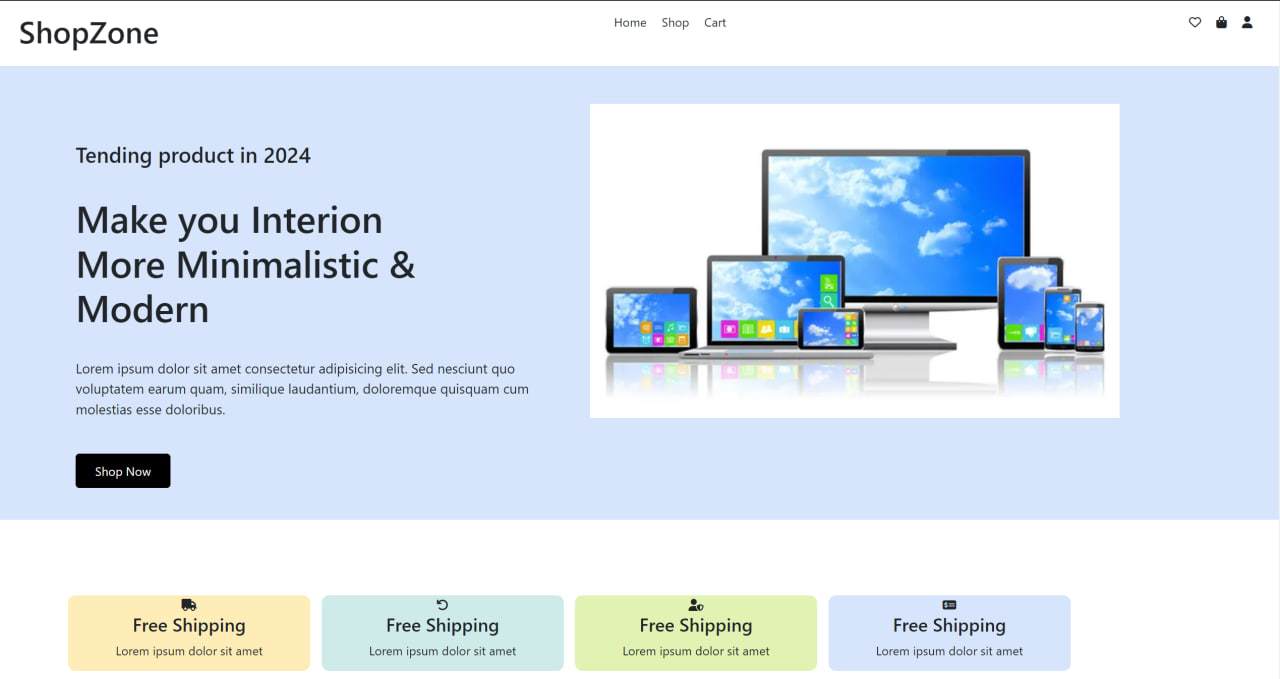 ShopZone
Home Shop Cart
Tending product in 2024
Make you Interion
More Minimalistic &
Modern
Lorem ipsum dolor sit amet consectetur adipisicing elit. Sed nesciunt quo
voluptatem earum quam, similique laudantium, doloremque quisquam cum
molestias esse doloribus.
Shop Now
Free Shipping
Lorem ipsum dolor sit amet
Free Shipping
Lorem ipsum dolor sit amet
Free Shipping
Lorem ipsum dolor sit amet
Free Shipping
Lorem ipsum dolor sit amet